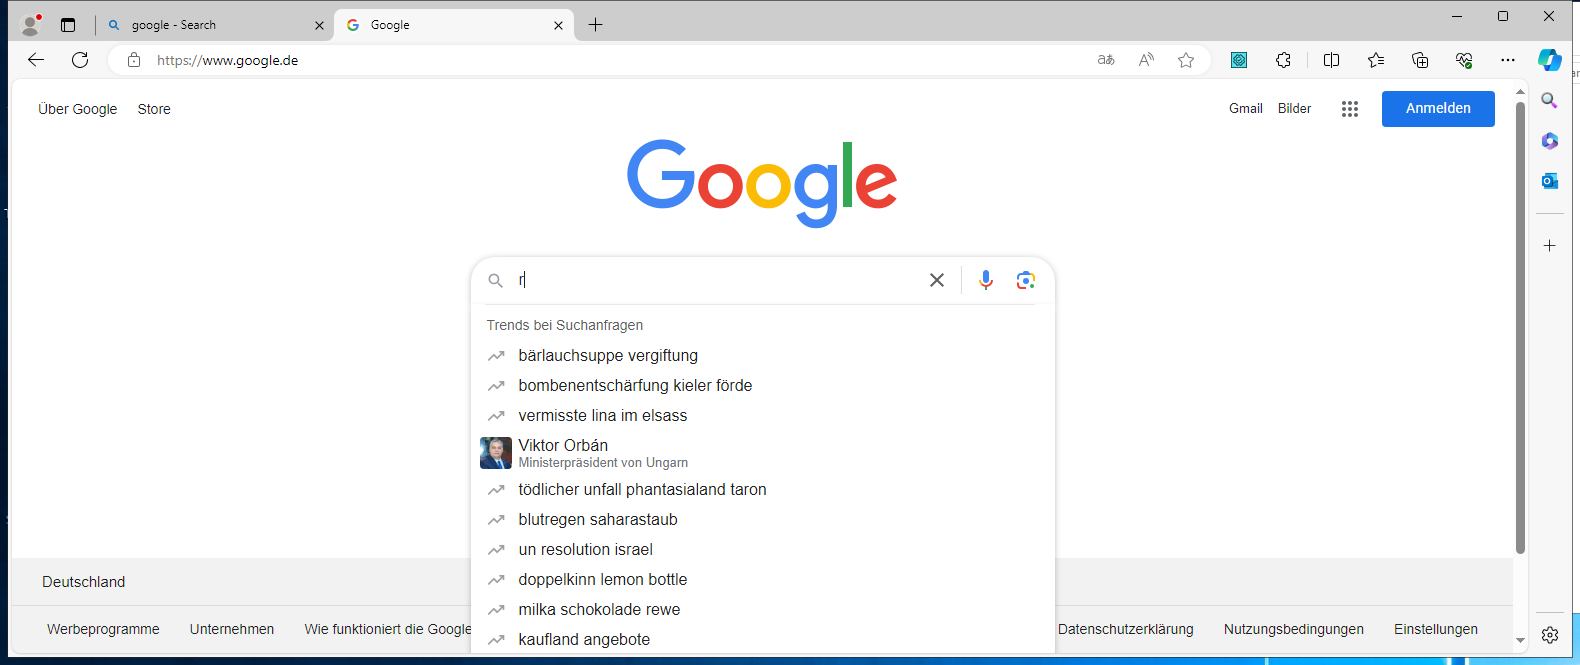 google - Search
Google
https://www.google.de
Über Google Store
Gmail Bilder Anmelden
Google
r
Trends bei Suchanfragen
bärlauchsuppe vergiftung
bombenentschärfung kieler förde
vermisste lina im elsass
Viktor Orbán
Ministerpräsident von Ungarn
tödlicher unfall phantasialand taron
blutregen saharastaub
un resolution israel
doppelkinn lemon bottle
milka schokolade rewe
kaufland angebote
Deutschland
Werbeprogramme Unternehmen Wie funktioniert die Google Datenschutzerklärung Nutzungsbedingungen Einstellungen